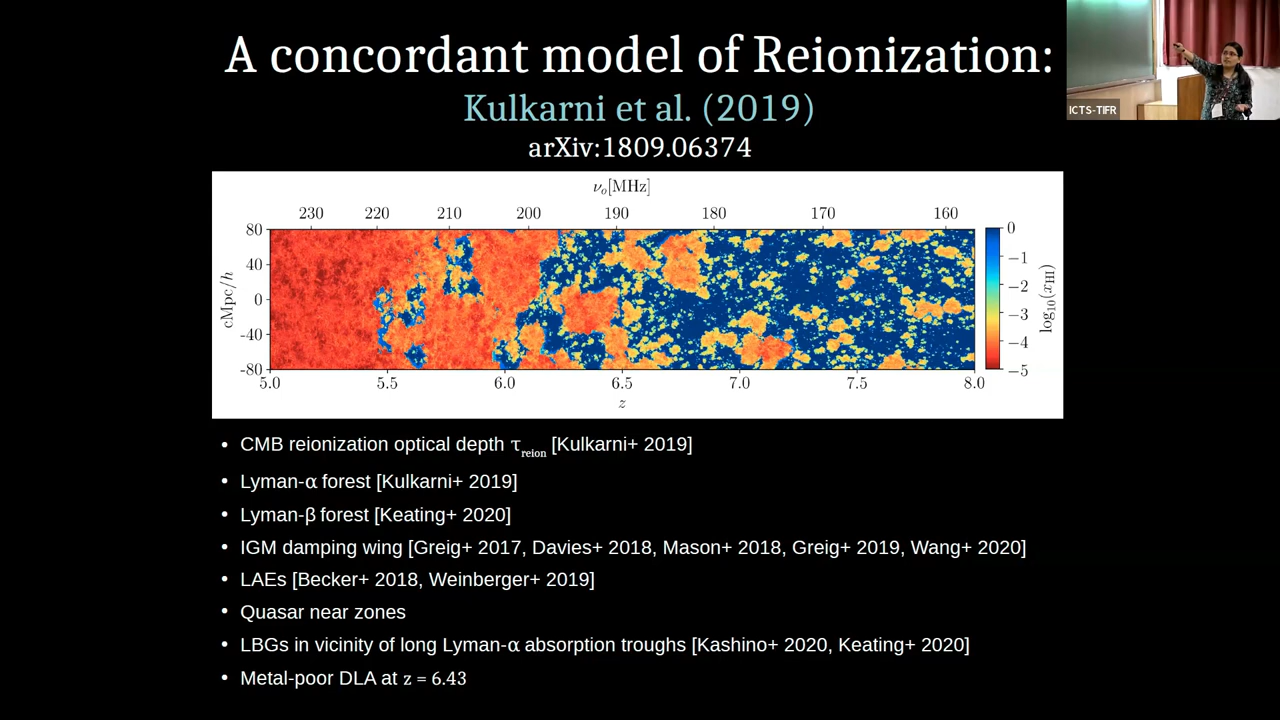 A concordant model of Reionization:
Kulkarni et al. (2019)
arXiv:1809.06374
ICTS-TIFR
νo[MHz]
230 220 210 200 190 180 170 160
80
40
0
-40
-80
cMpc/h
5.0 5.5 6.0 6.5 7.0 7.5 8.0
z
0
−1
−2
−3
−4
−5
log10(xHI)
• CMB reionization optical depth τreion [Kulkarni+ 2019]
• Lyman-α forest [Kulkarni+ 2019]
• Lyman-β forest [Keating+ 2020]
• IGM damping wing [Greig+ 2017, Davies+ 2018, Mason+ 2018, Greig+ 2019, Wang+ 2020]
• LAEs [Becker+ 2018, Weinberger+ 2019]
• Quasar near zones
• LBGs in vicinity of long Lyman-α absorption troughs [Kashino+ 2020, Keating+ 2020]
• Metal-poor DLA at z = 6.43